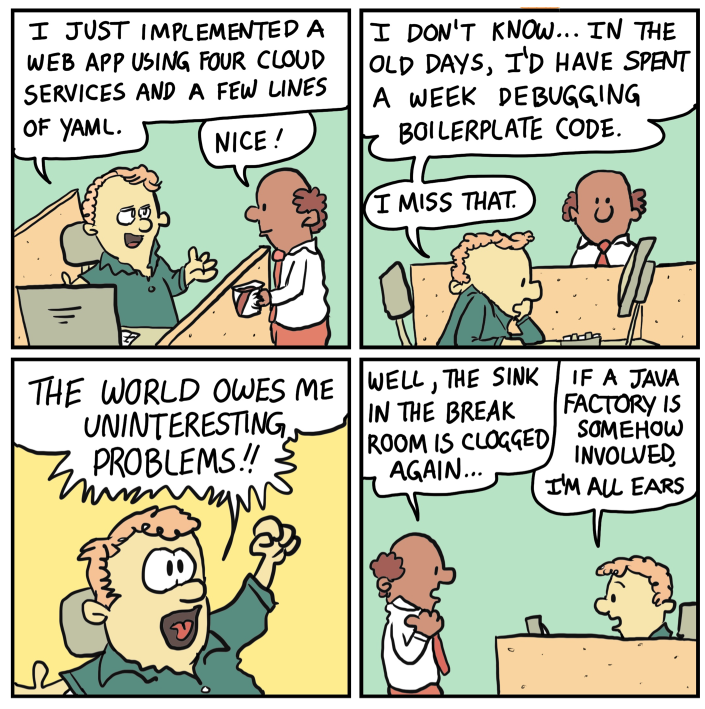 I JUST IMPLEMENTED A
WEB APP USING FOUR CLOUD
SERVICES AND A FEW LINES
OF YAML.
NICE!
I DON'T KNOW... IN THE
OLD DAYS, I'D HAVE SPENT
A WEEK DEBUGGING
BOILERPLATE CODE.
I MISS THAT.
THE WORLD OWES ME
UNINTERESTING
PROBLEMS!!
WELL, THE SINK
IN THE BREAK
ROOM IS CLOGGED
AGAIN...
IF A JAVA
FACTORY IS
SOMEHOW
INVOLVED,
I'M ALL EARS